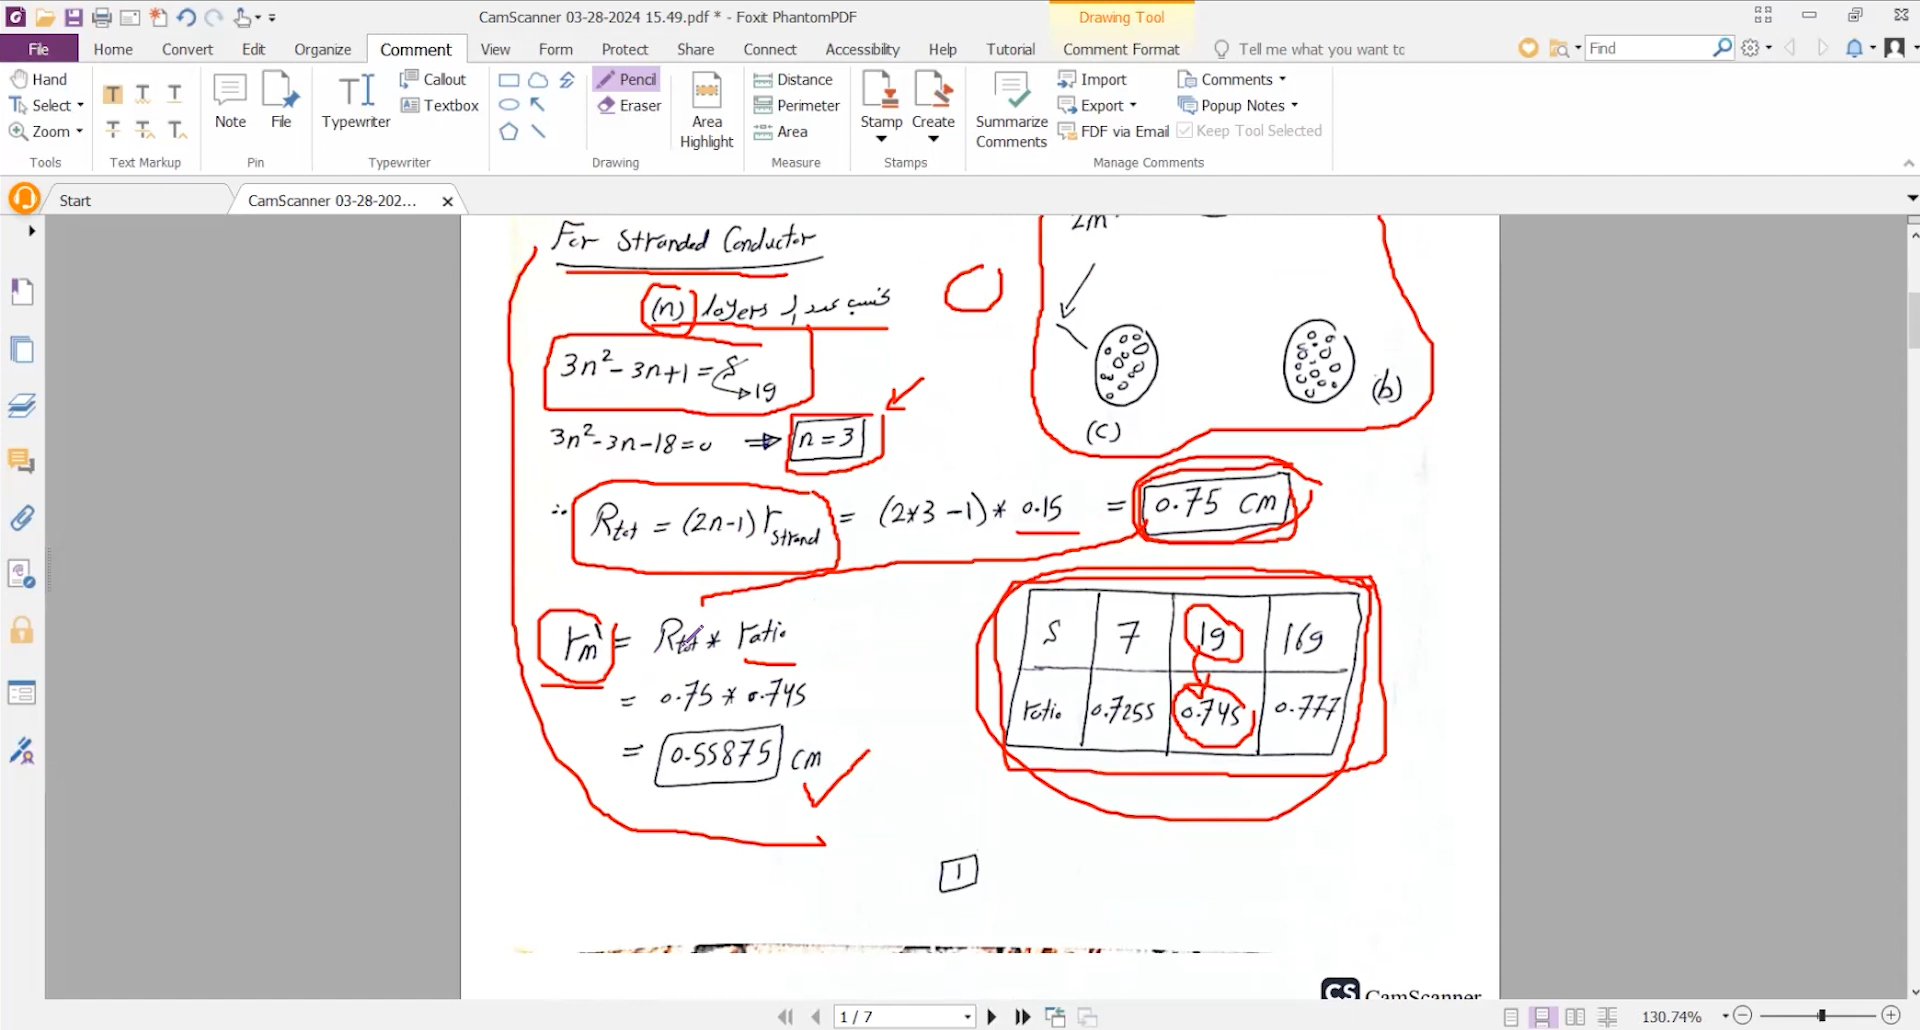 CamScanner 03-28-2024 15.49.pdf * - Foxit PhantomPDF
Drawing Tool
File
Home
Convert
Edit
Organize
Comment
View
Form
Protect
Share
Connect
Accessibility
Help
Tutorial
Comment Format
Tell me what you want to
Find
Hand
Select
Zoom
Tools
Text Markup
Note
File
Pin
Typewriter
Callout
Textbox
Typewriter
Pencil
Eraser
Drawing
Area Highlight
Distance
Perimeter
Area
Measure
Stamp
Create
Stamps
Summarize Comments
Import
Export
FDF via Email
Comments
Popup Notes
Keep Tool Selected
Manage Comments
Start
CamScanner 03-28-202...
For Stranded Conductor
(n) layers
3n² - 3n + 1 = S
19
3n² - 3n - 18 = 0 ⇒ n = 3
∴ Rtot = (2n-1) rstrand = (2*3 - 1) * 0.15 = 0.75 cm
rm' = Rtot * ratio
= 0.75 * 0.745
= 0.55875 cm
2m
(c)
(b)
S 7 19 169
ratio 0.7255 0.745 0.777
1
CS CamScanner
1 / 7
130.74%